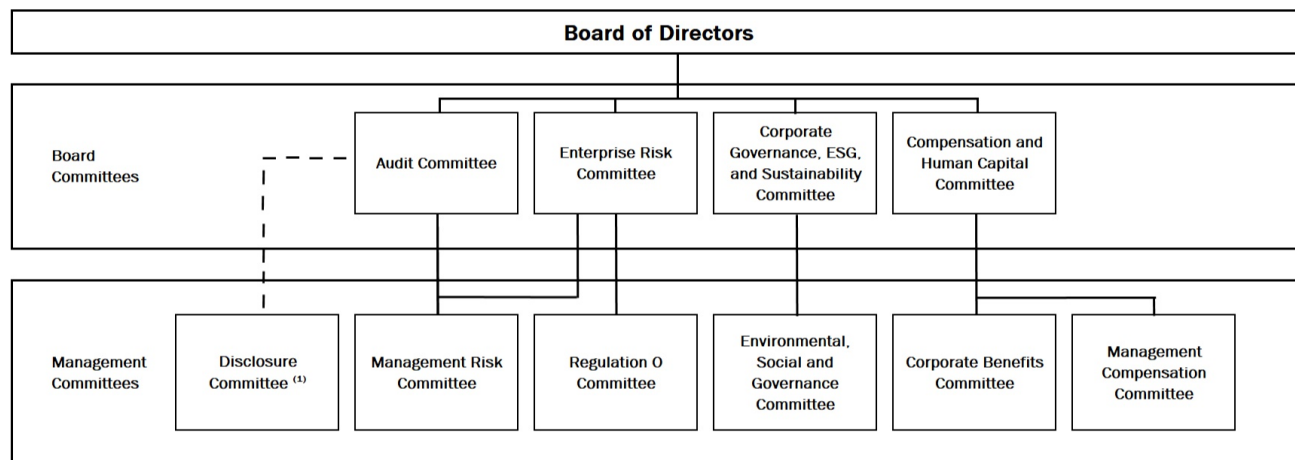 Board of Directors
Board
Committees
Audit Committee
Enterprise Risk
Committee
Corporate
Governance, ESG,
and Sustainability
Committee
Compensation and
Human Capital
Committee
Management
Committees
Disclosure
Committee (1)
Management Risk
Committee
Regulation O
Committee
Environmental,
Social and
Governance
Committee
Corporate Benefits
Committee
Management
Compensation
Committee